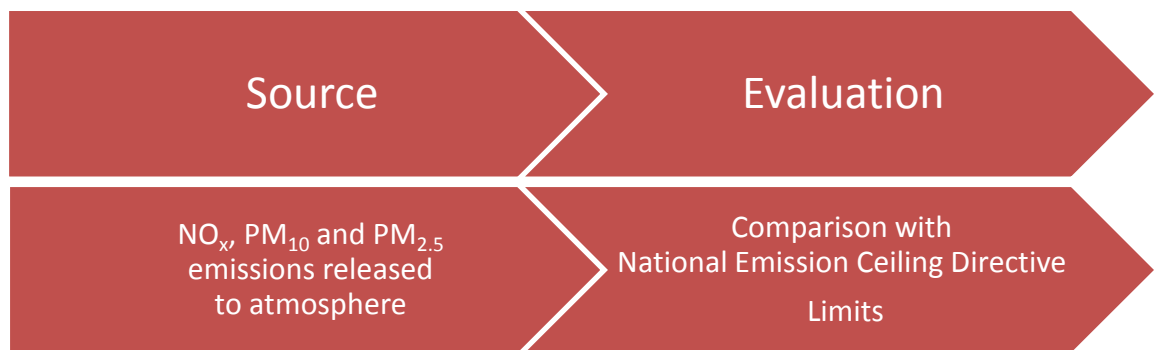 Source
Evaluation
NOₓ, PM₁₀ and PM₂.₅
emissions released
to atmosphere
Comparison with
National Emission Ceiling Directive
Limits